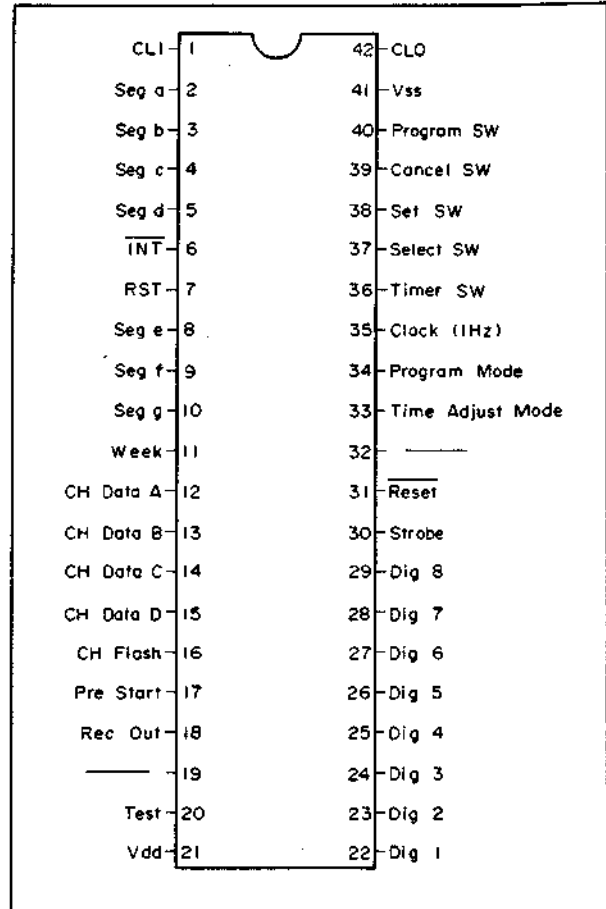 CL1 1 42 CLO
Seg a 2 41 Vss
Seg b 3 40 Program SW
Seg c 4 39 Cancel SW
Seg d 5 38 Set SW
INT 6 37 Select SW
RST 7 36 Timer SW
Seg e 8 35 Clock (1Hz)
Seg f 9 34 Program Mode
Seg g 10 33 Time Adjust Mode
Week 11 32
CH Data A 12 31 Reset
CH Data B 13 30 Strobe
CH Data C 14 29 Dig 8
CH Data D 15 28 Dig 7
CH Flash 16 27 Dig 6
Pre Start 17 26 Dig 5
Rec Out 18 25 Dig 4
19 24 Dig 3
Test 20 23 Dig 2
Vdd 21 22 Dig 1